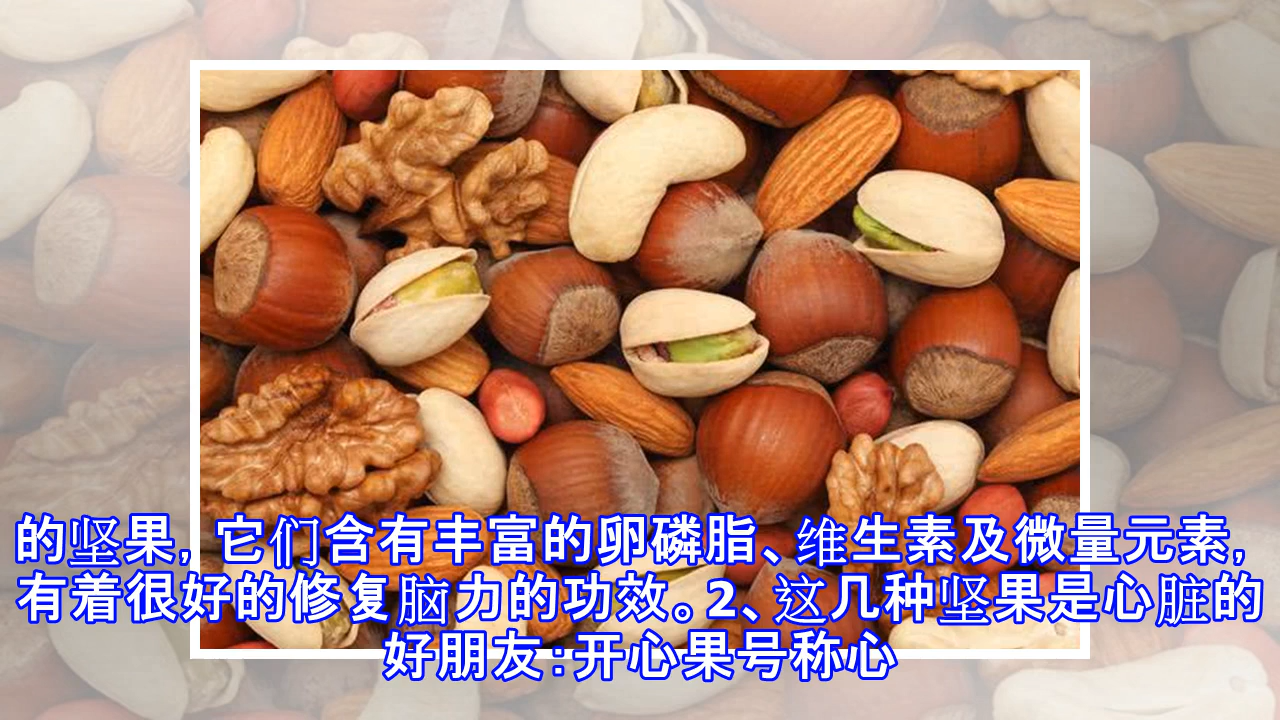 的坚果，它们含有丰富的卵磷脂、维生素及微量元素，
有着很好的修复脑力的功效。2、这几种坚果是心脏的
好朋友：开心果号称心